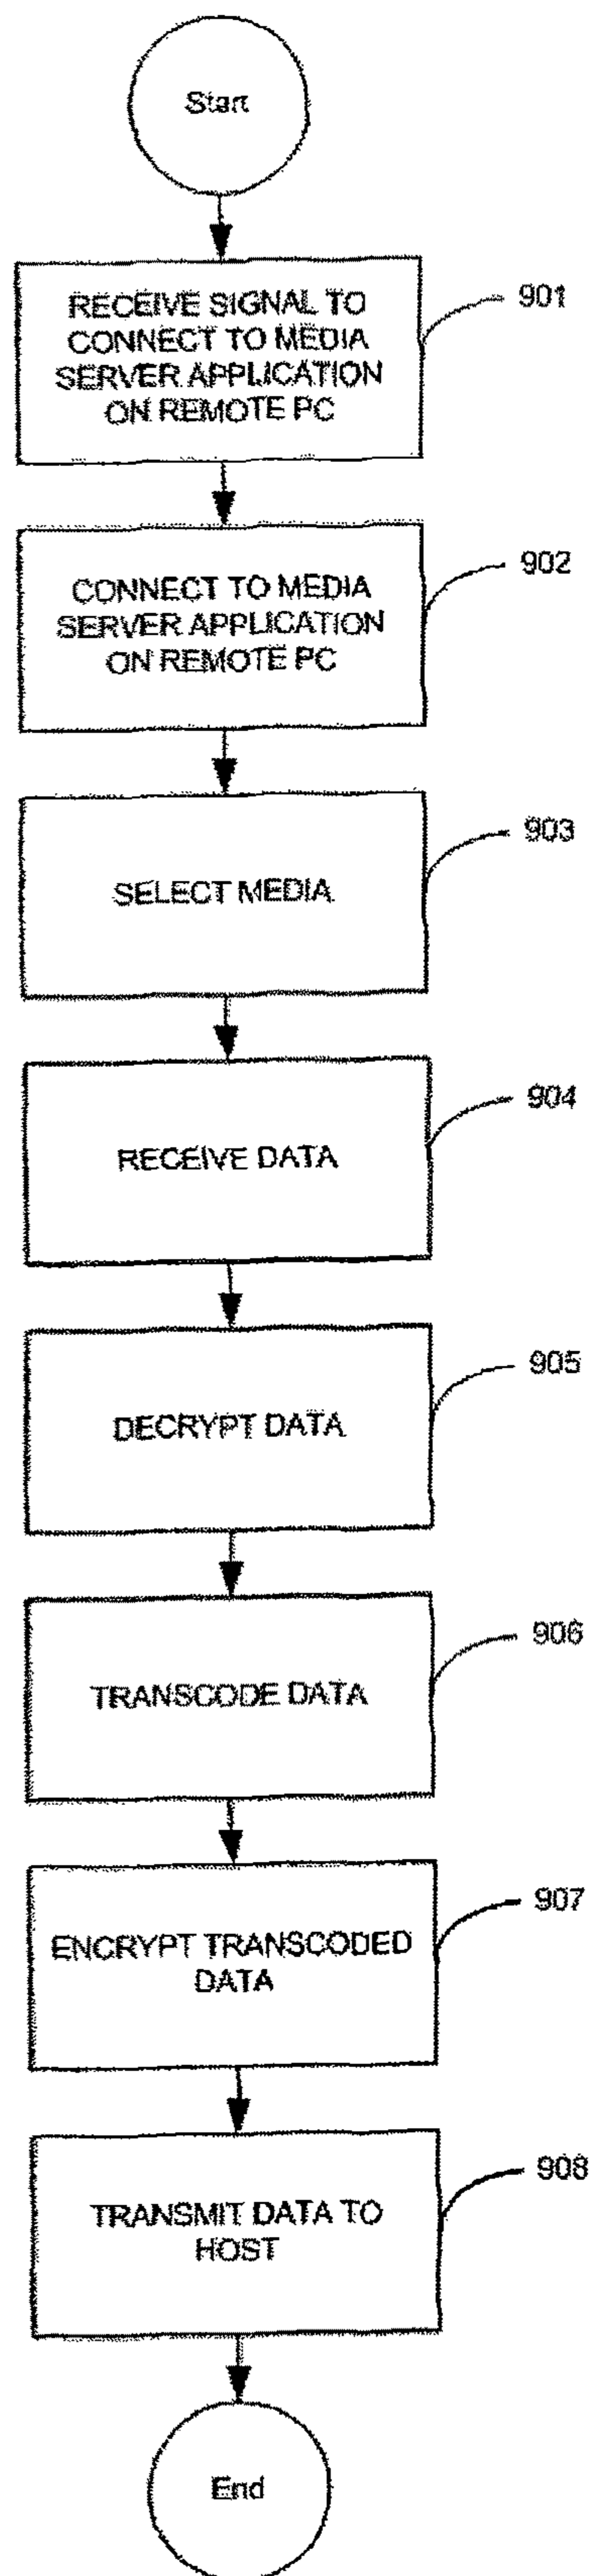 Start
RECEIVE SIGNAL TO
CONNECT TO MEDIA
SERVER APPLICATION
ON REMOTE PC
901
CONNECT TO MEDIA
SERVER APPLICATION
ON REMOTE PC
902
SELECT MEDIA
903
RECEIVE DATA
904
DECRYPT DATA
905
TRANSCODE DATA
906
ENCRYPT TRANSCODED
DATA
907
TRANSMIT DATA TO
HOST
908
End